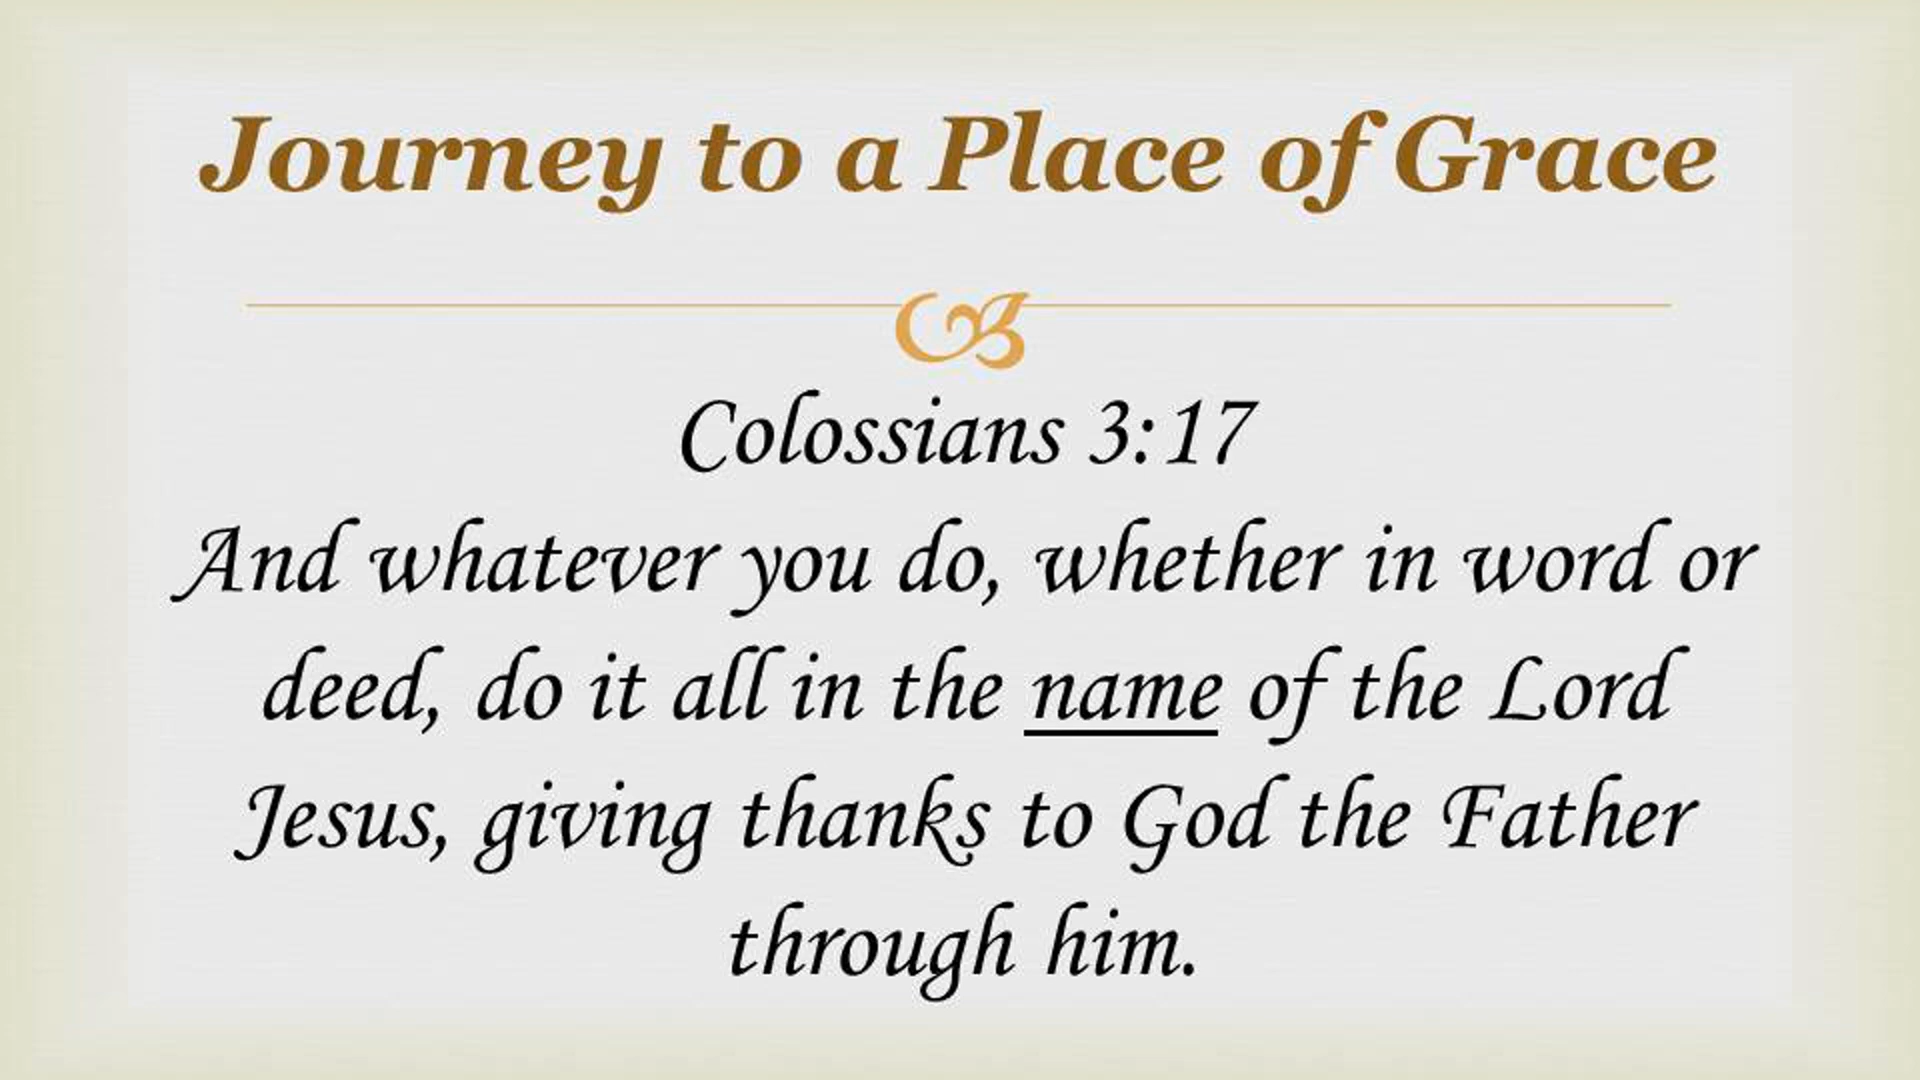 Journey to a Place of Grace
Colossians 3:17
And whatever you do, whether in word or
deed, do it all in the name of the Lord
Jesus, giving thanks to God the Father
through him.